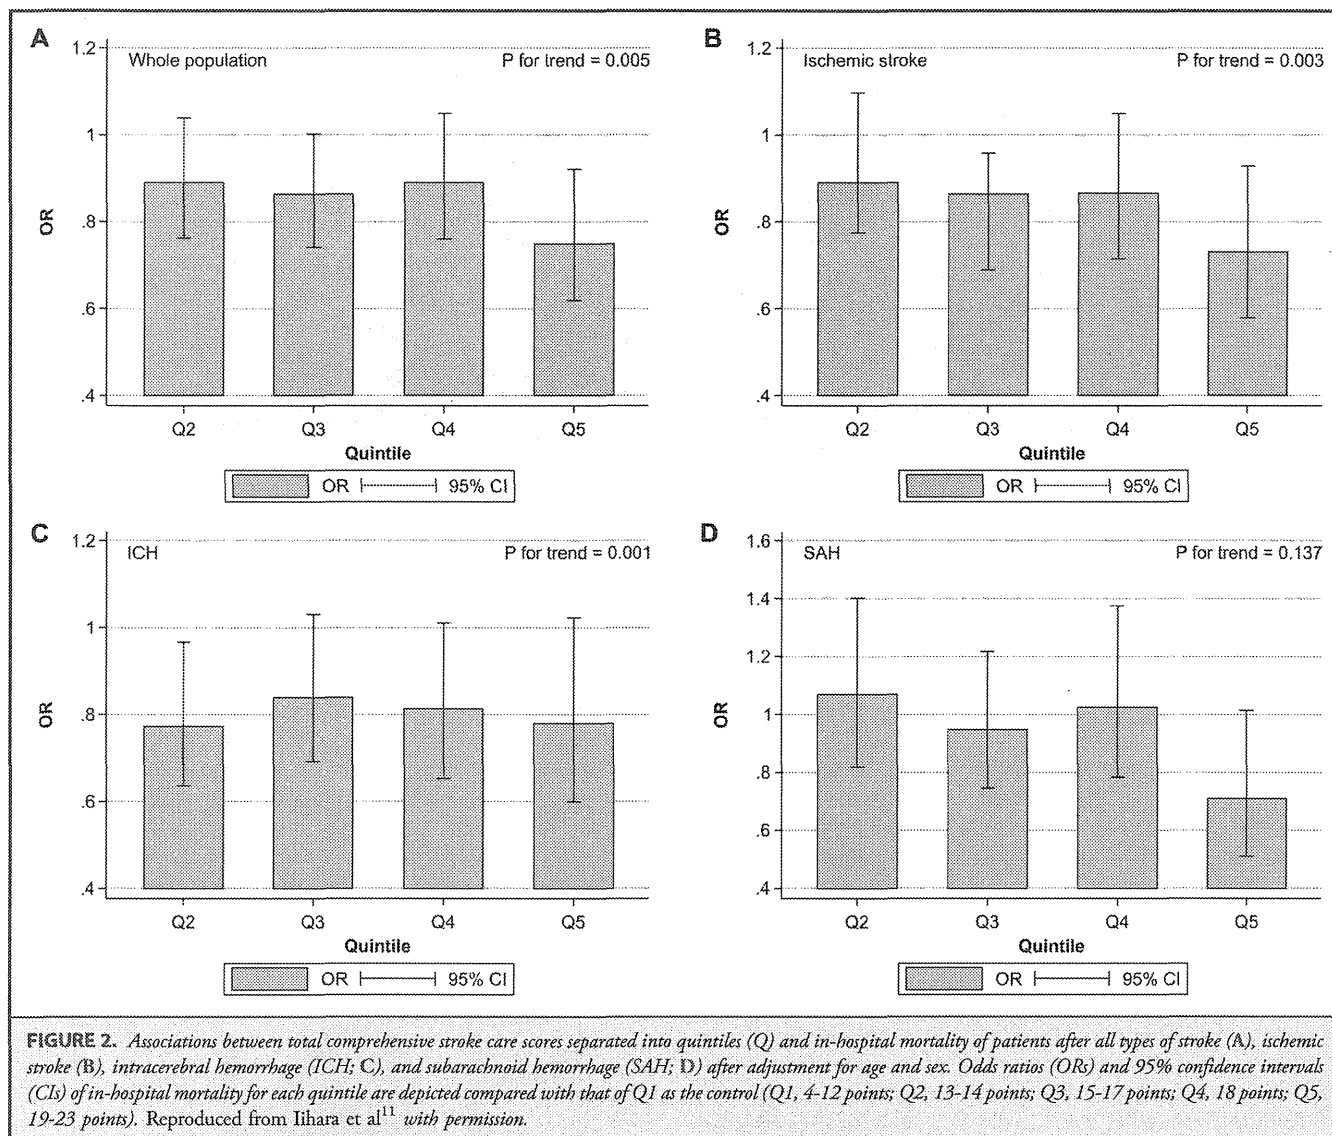 A
Whole population
P for trend = 0.005
1.2
1
.8
.6
.4
OR
Q2 Q3 Q4 Q5
Quintile
OR 95% CI
B
Ischemic stroke
P for trend = 0.003
1.2
1
.8
.6
.4
OR
Q2 Q3 Q4 Q5
Quintile
OR 95% CI
C
ICH
P for trend = 0.001
1.2
1
.8
.6
.4
OR
Q2 Q3 Q4 Q5
Quintile
OR 95% CI
D
SAH
P for trend = 0.137
1.6
1.4
1.2
1
.8
.6
.4
OR
Q2 Q3 Q4 Q5
Quintile
OR 95% CI
FIGURE 2. Associations between total comprehensive stroke care scores separated into quintiles (Q) and in-hospital mortality of patients after all types of stroke (A), ischemic
stroke (B), intracerebral hemorrhage (ICH; C), and subarachnoid hemorrhage (SAH; D) after adjustment for age and sex. Odds ratios (ORs) and 95% confidence intervals
(CIs) of in-hospital mortality for each quintile are depicted compared with that of Q1 as the control (Q1, 4-12 points; Q2, 13-14 points; Q3, 15-17 points; Q4, 18 points; Q5,
19-23 points). Reproduced from Iihara et al11 with permission.